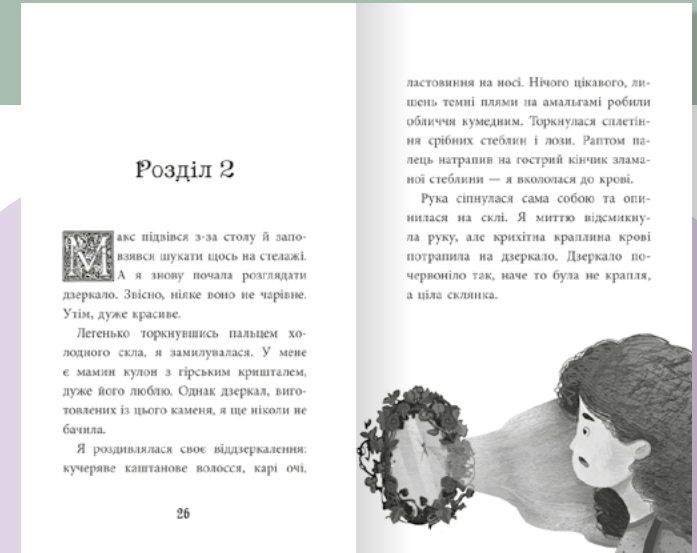 Розділ 2
Макс підвівся з-за столу й запо-
взявся шукати щось на стелажі.
А я знову почала розглядати
дзеркало. Звісно, ніяке воно не чарівне.
Утім, дуже красиве.
Легенько торкнувшись пальцем хо-
лодного скла, я замилувалася. У мене
є мамин кулон з гірським кришталем,
дуже його люблю. Однак дзеркал, виго-
товлених із цього каменя, я ще ніколи не
бачила.
Я роздивлялася своє віддзеркалення:
кучеряве каштанове волосся, карі очі,
26
ластовиння на носі. Нічого цікавого, ли-
шень темні плями на амальгамі робили
обличчя кумедним. Торкнулася сплетін-
ня срібних стеблин і лози. Раптом па-
лець натрапив на гострий кінчик злама-
ної стеблини — я вкололася до крові.
Рука сіпнулася сама собою та опи-
нилася на склі. Я миттю відсмикну-
ла руку, але крихітна краплина крові
потрапила на дзеркало. Дзеркало по-
червоніло так, наче то була не крапля,
а ціла склянка.